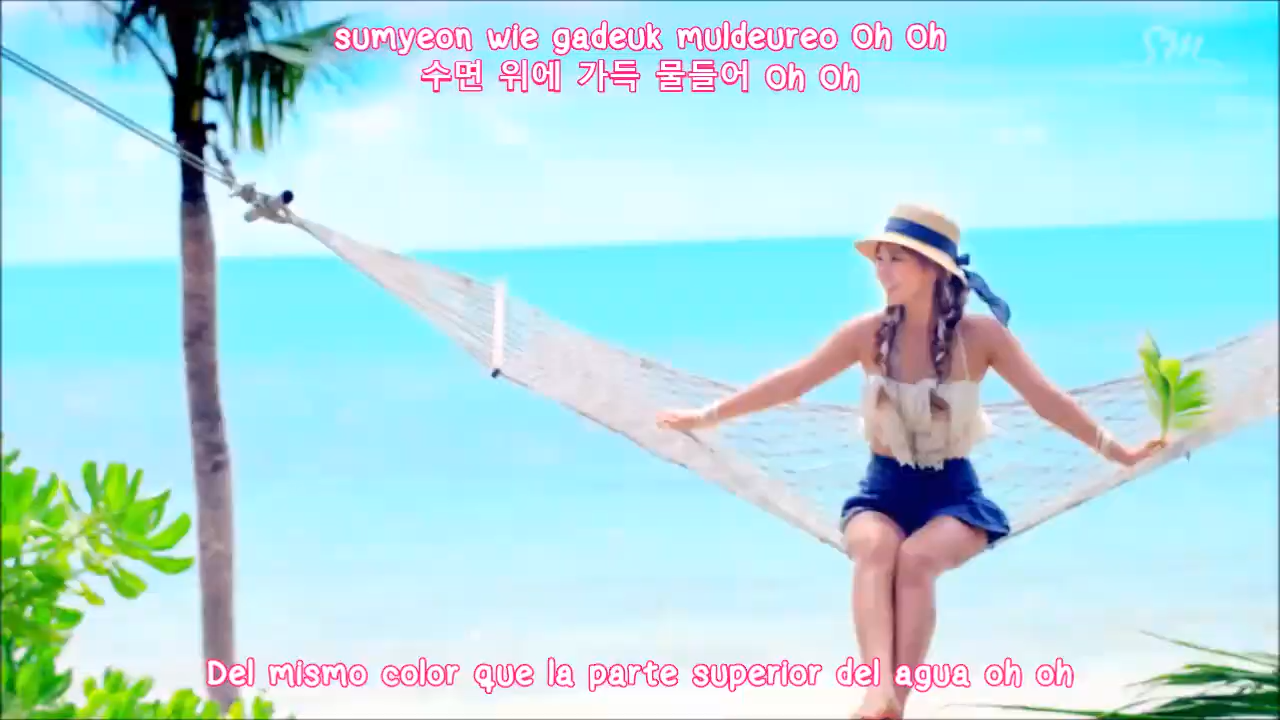 sumyeon wie gadeuk muldeureo Oh Oh
수면 위에 가득 물들어 Oh Oh
SM
Del mismo color que la parte superior del agua oh oh